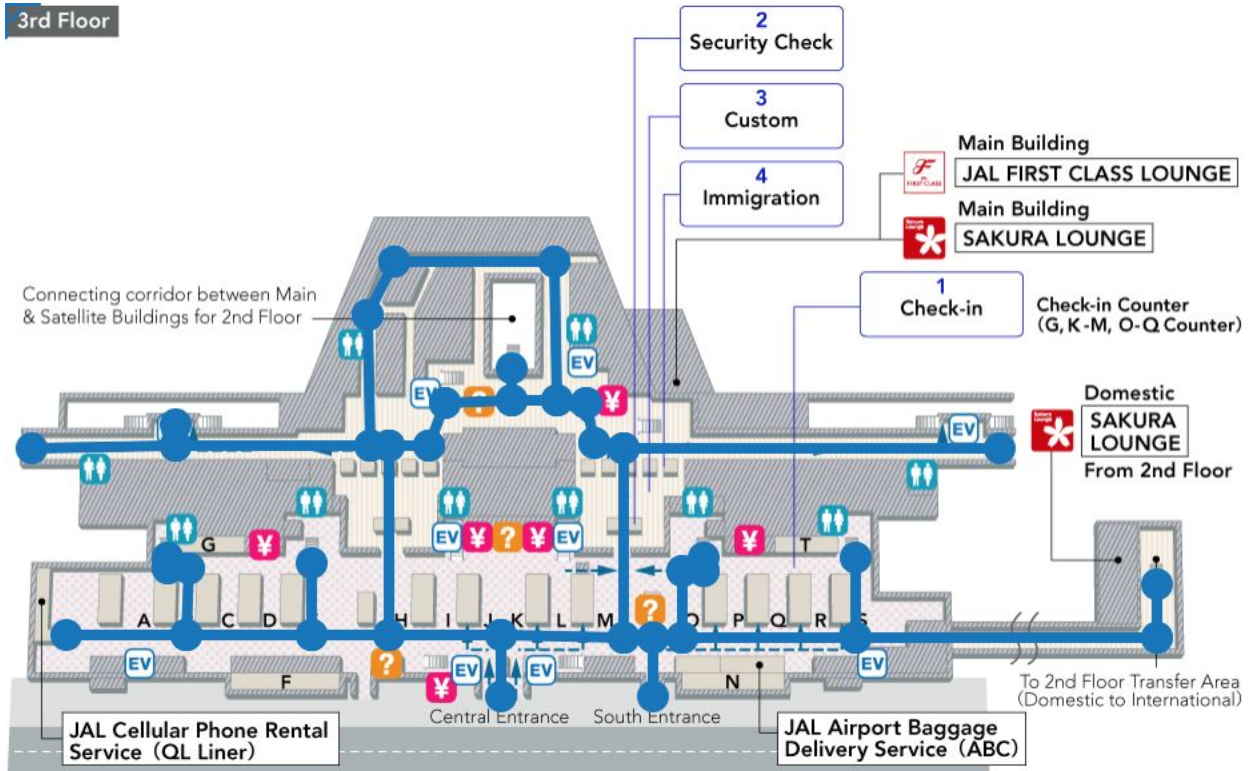 3rd Floor
2
Security Check
3
Custom
4
Immigration
Main Building
JAL FIRST CLASS LOUNGE
Main Building
SAKURA LOUNGE
1
Check-in
Check-in Counter
(G, K-M, O-Q Counter)
Connecting corridor between Main
& Satellite Buildings for 2nd Floor
Domestic
SAKURA
LOUNGE
From 2nd Floor
EV
EV
?
¥
EV
EV
¥
?
¥
EV
G
¥
¥
T
A
C
D
H
I
J
K
L
M
?
O
P
Q
R
S
EV
F
?
¥
EV
EV
N
EV
Central Entrance
South Entrance
To 2nd Floor Transfer Area
(Domestic to International)
JAL Cellular Phone Rental
Service (QL Liner)
JAL Airport Baggage
Delivery Service (ABC)